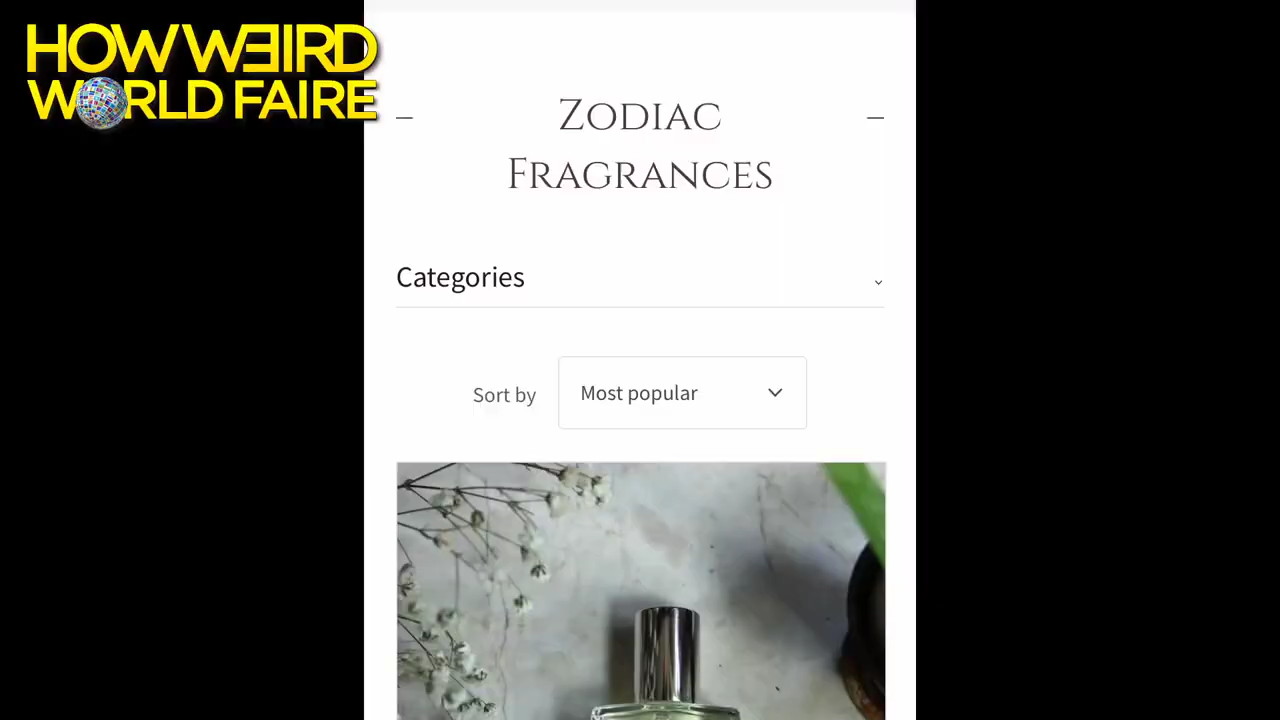 HOW WEIRD
WORLD FAIRE
Zodiac
Fragrances
Categories
Sort by
Most popular